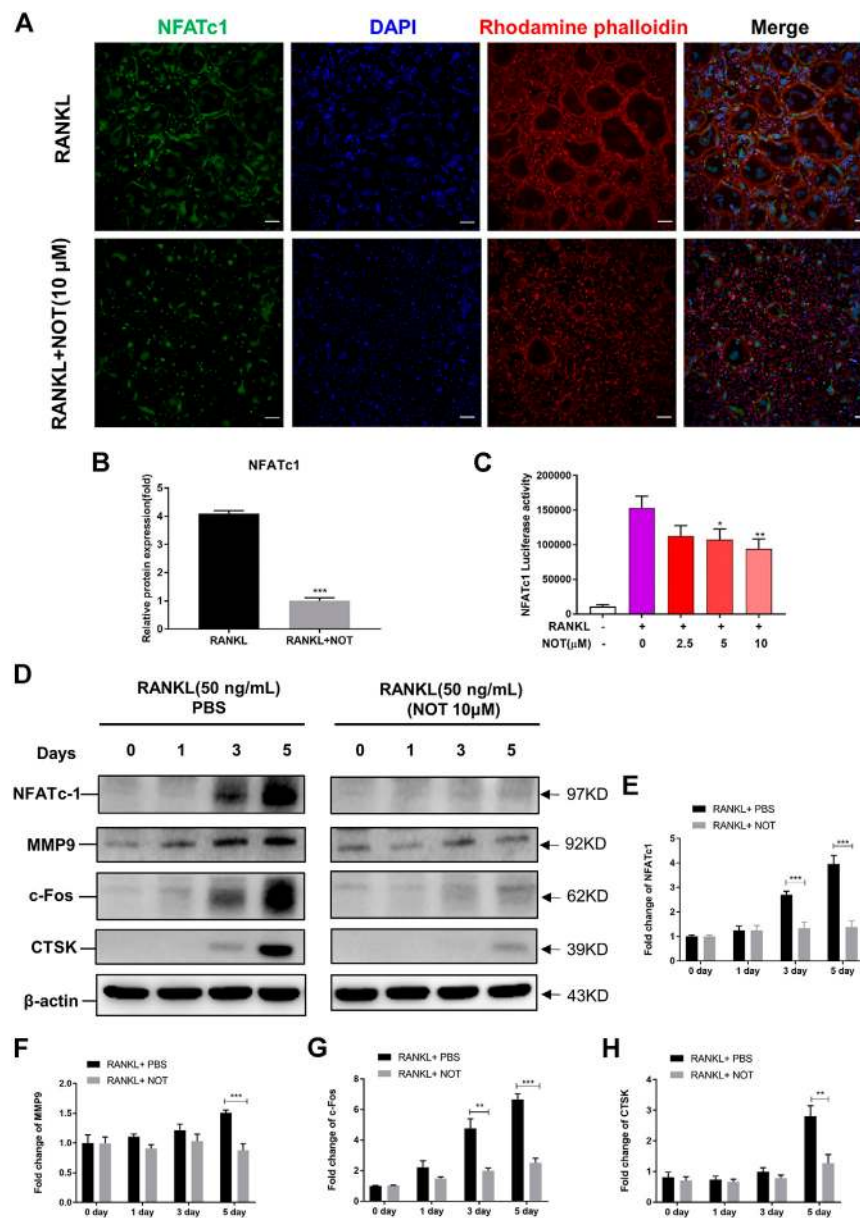 A
NFATc1 DAPI Rhodamine phalloidin Merge
RANKL
RANKL+NOT(10 µM)
B
NFATc1
Relative protein expression(fold)
5
4
3
2
1
0
***
RANKL RANKL+NOT
C
NFATc1 Luciferase activity
200000
150000
100000
50000
0
* **
RANKL - + + + +
NOT(µM) - 0 2.5 5 10
D
RANKL(50 ng/mL) RANKL(50 ng/mL)
PBS (NOT 10µM)
Days 0 1 3 5 0 1 3 5
NFATc-1 97KD
MMP9 92KD
c-Fos 62KD
CTSK 39KD
β-actin 43KD
E
RANKL+ PBS
RANKL+ NOT
Fold change of NFATc1
5
4
3
2
1
0
*** ***
0 day 1 day 3 day 5 day
F
RANKL+ PBS
RANKL+ NOT
Fold change of MMP9
2.0
1.5
1.0
0.5
0.0
***
0 day 1 day 3 day 5 day
G
RANKL+ PBS
RANKL+ NOT
Fold change of c-Fos
8
6
4
2
0
** ***
0 day 1 day 3 day 5 day
H
RANKL+ PBS
RANKL+ NOT
Fold change of CTSK
4
3
2
1
0
**
0 day 1 day 3 day 5 day